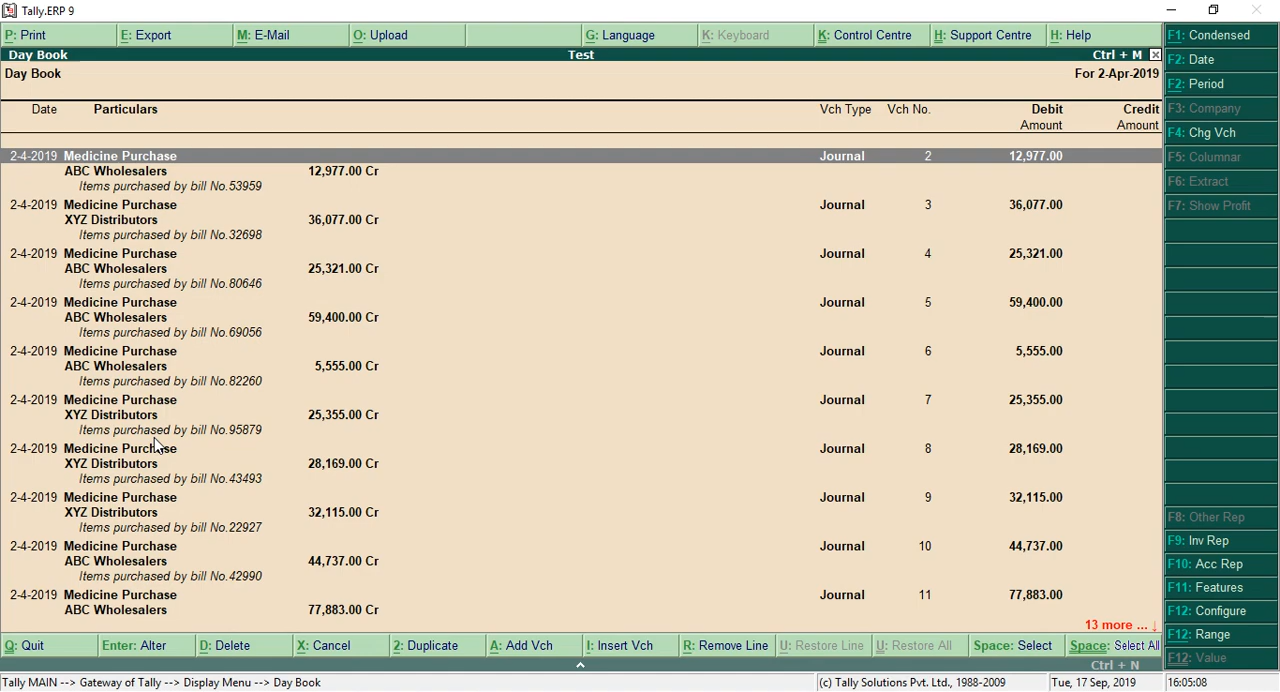 Tally.ERP 9
P: Print E: Export M: E-Mail O: Upload G: Language K: Keyboard K: Control Centre H: Support Centre H: Help F1: Condensed
Day Book Test Ctrl + M
F2: Date
Day Book For 2-Apr-2019
F2: Period
Date Particulars Vch Type Vch No. Debit Credit F3: Company
Amount Amount
F4: Chg Vch
2-4-2019 Medicine Purchase Journal 2 12,977.00 F5: Columnar
ABC Wholesalers 12,977.00 Cr
Items purchased by bill No.53959 F6: Extract
2-4-2019 Medicine Purchase Journal 3 36,077.00 F7: Show Profit
XYZ Distributors 36,077.00 Cr
Items purchased by bill No.32698
2-4-2019 Medicine Purchase Journal 4 25,321.00
ABC Wholesalers 25,321.00 Cr
Items purchased by bill No.80646
2-4-2019 Medicine Purchase Journal 5 59,400.00
ABC Wholesalers 59,400.00 Cr
Items purchased by bill No.69056
2-4-2019 Medicine Purchase Journal 6 5,555.00
ABC Wholesalers 5,555.00 Cr
Items purchased by bill No.82260
2-4-2019 Medicine Purchase Journal 7 25,355.00
XYZ Distributors 25,355.00 Cr
Items purchased by bill No.95879
2-4-2019 Medicine Purchase Journal 8 28,169.00
XYZ Distributors 28,169.00 Cr
Items purchased by bill No.43493
2-4-2019 Medicine Purchase Journal 9 32,115.00
XYZ Distributors 32,115.00 Cr F8: Other Rep
Items purchased by bill No.22927
2-4-2019 Medicine Purchase Journal 10 44,737.00 F9: Inv Rep
ABC Wholesalers 44,737.00 Cr F10: Acc Rep
Items purchased by bill No.42990
F11: Features
2-4-2019 Medicine Purchase Journal 11 77,883.00
ABC Wholesalers 77,883.00 Cr F12: Configure
13 more ... ↓
F12: Range
Q: Quit Enter: Alter D: Delete X: Cancel 2: Duplicate A: Add Vch I: Insert Vch R: Remove Line U: Restore Line U: Restore All Space: Select Space: Select All
F12: Value
Ctrl + N
Tally MAIN --> Gateway of Tally --> Display Menu --> Day Book (c) Tally Solutions Pvt. Ltd., 1988-2009 Tue, 17 Sep, 2019 16:05:08